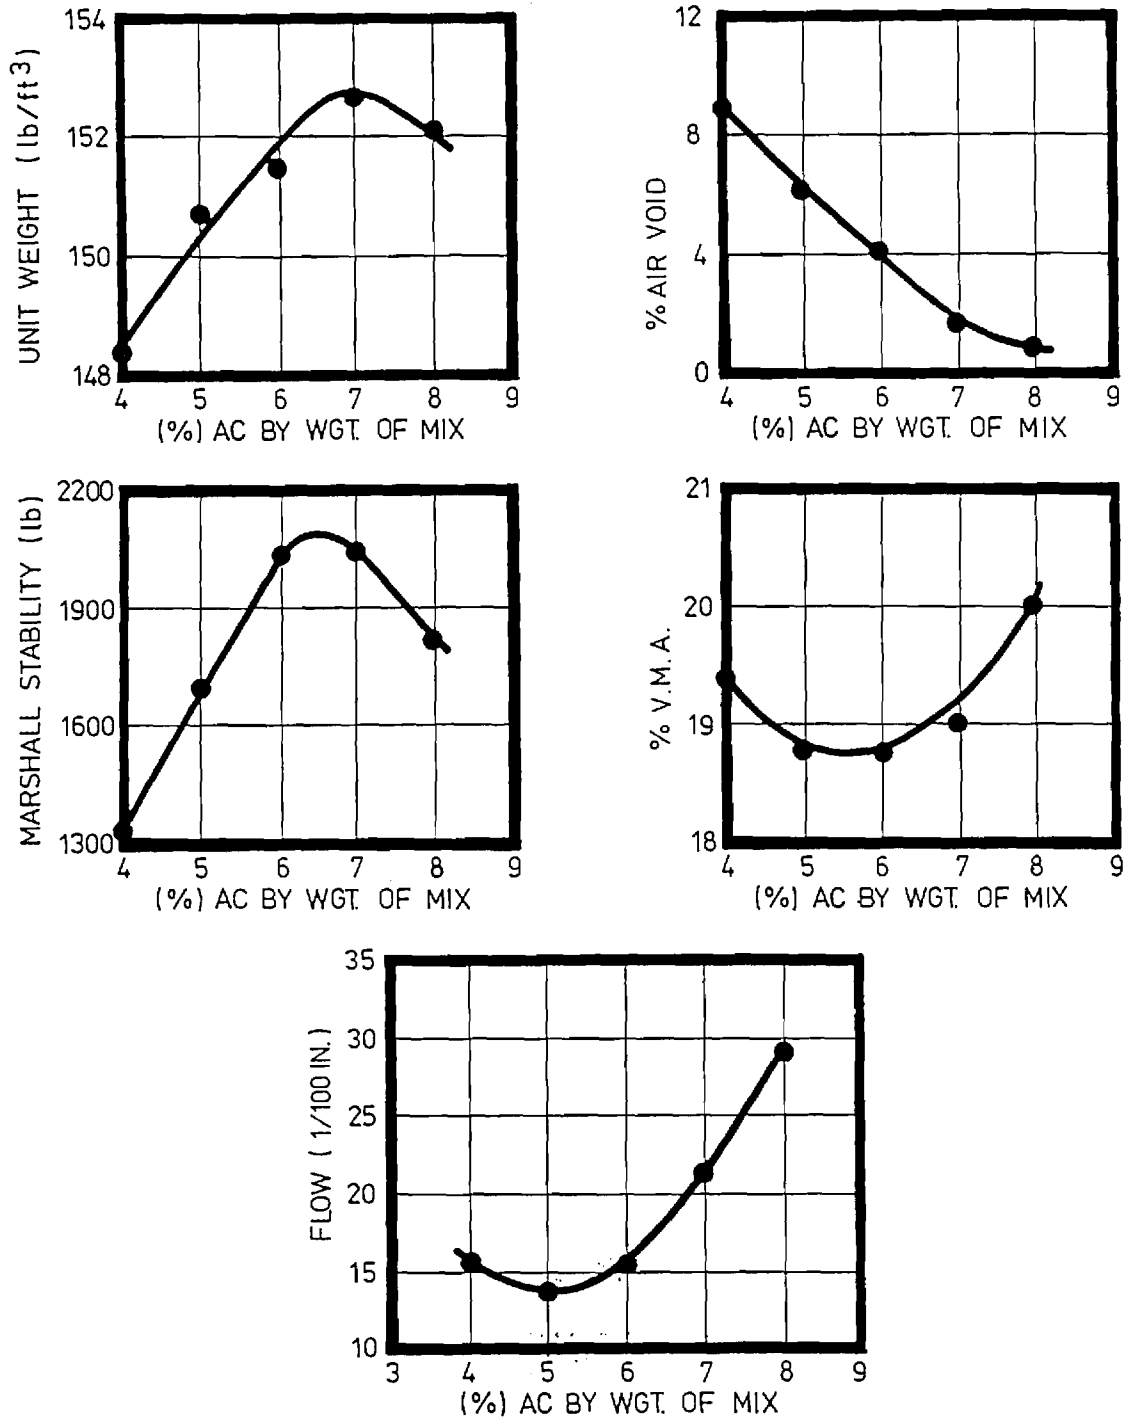 UNIT WEIGHT (lb/ft³)
154
152
150
148
4 5 6 7 8 9
(%) AC BY WGT. OF MIX
% AIR VOID
12
8
4
0
4 5 6 7 8 9
(%) AC BY WGT. OF MIX
MARSHALL STABILITY (lb)
2200
1900
1600
1300
4 5 6 7 8 9
(%) AC BY WGT. OF MIX
% V.M.A.
21
20
19
18
4 5 6 7 8 9
(%) AC BY WGT. OF MIX
FLOW (1/100 IN.)
35
30
25
20
15
10
3 4 5 6 7 8 9
(%) AC BY WGT. OF MIX